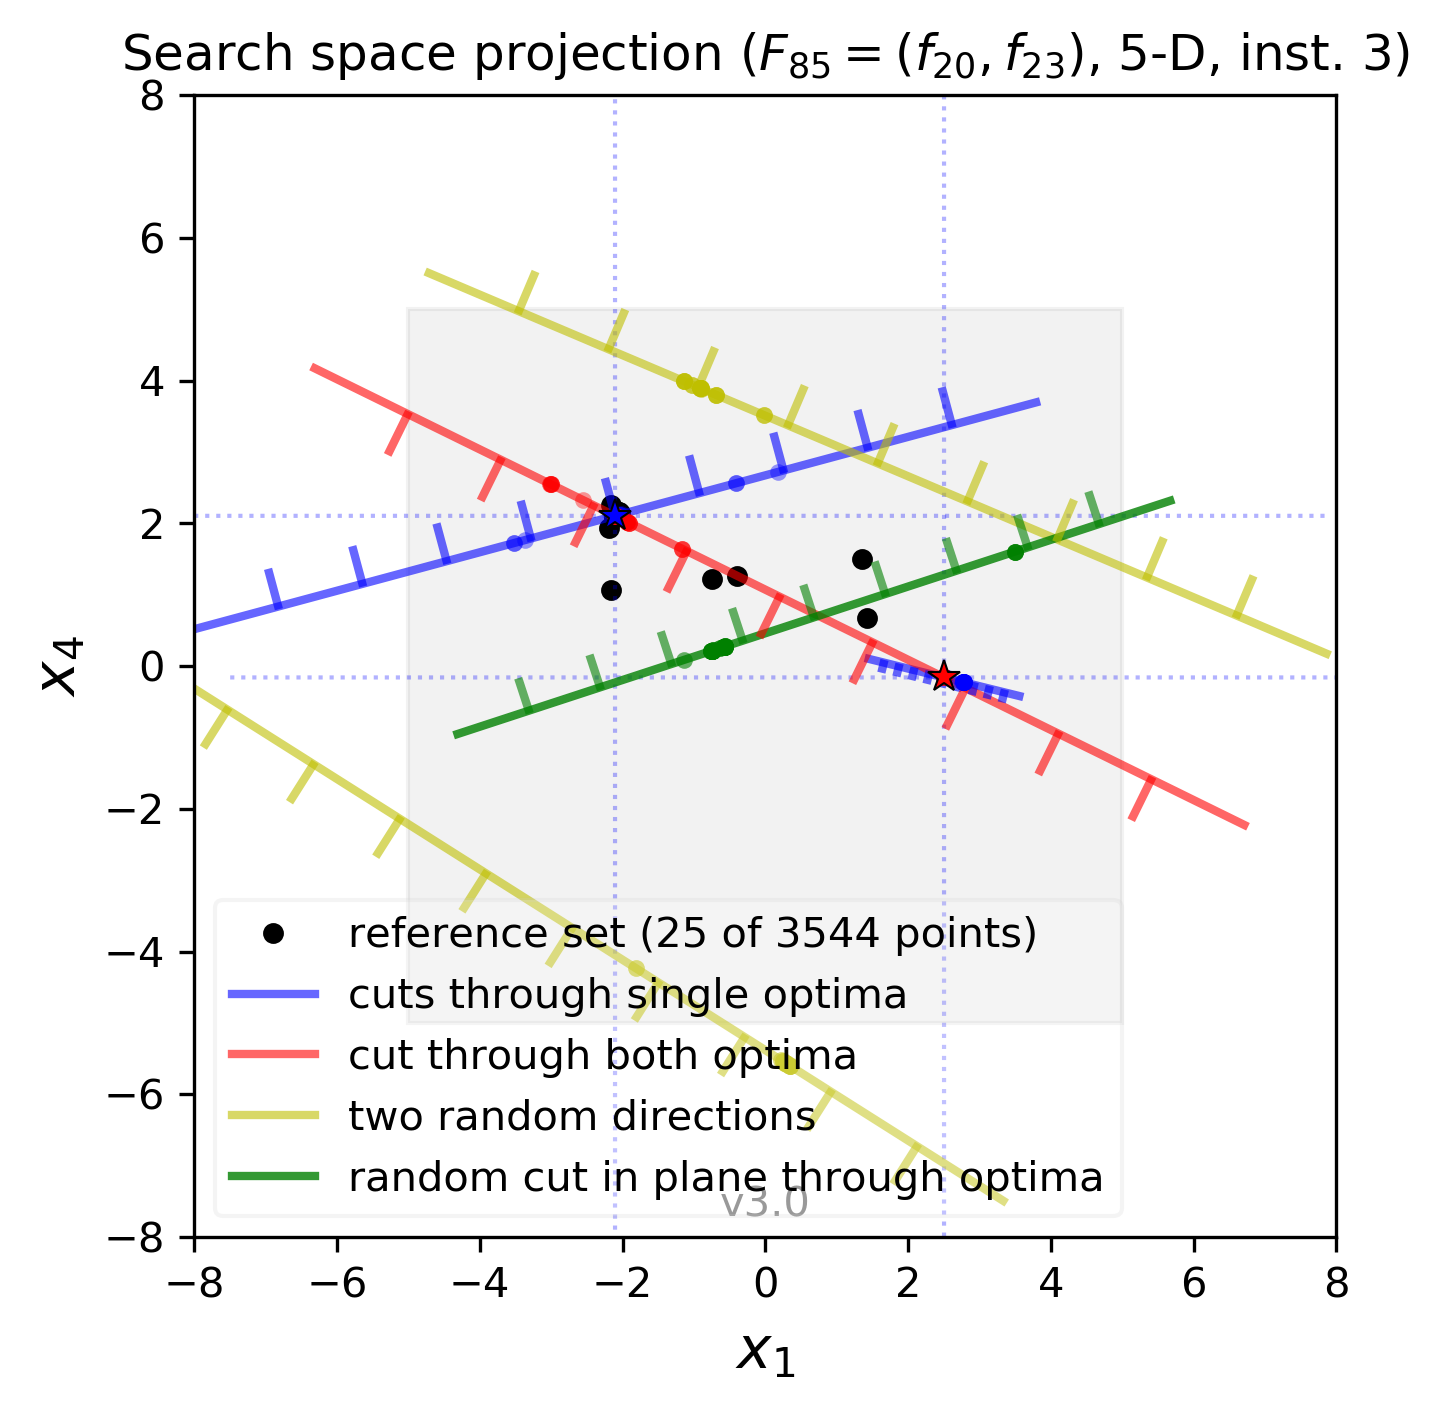 Search space projection (F₈₅ = (f₂₀, f₂₃), 5-D, inst. 3)
8
6
4
2
0
−2
−4
−6
−8
x₄
reference set (25 of 3544 points)
cuts through single optima
cut through both optima
two random directions
random cut in plane through optima
v3.0
−8 −6 −4 −2 0 2 4 6 8
x₁